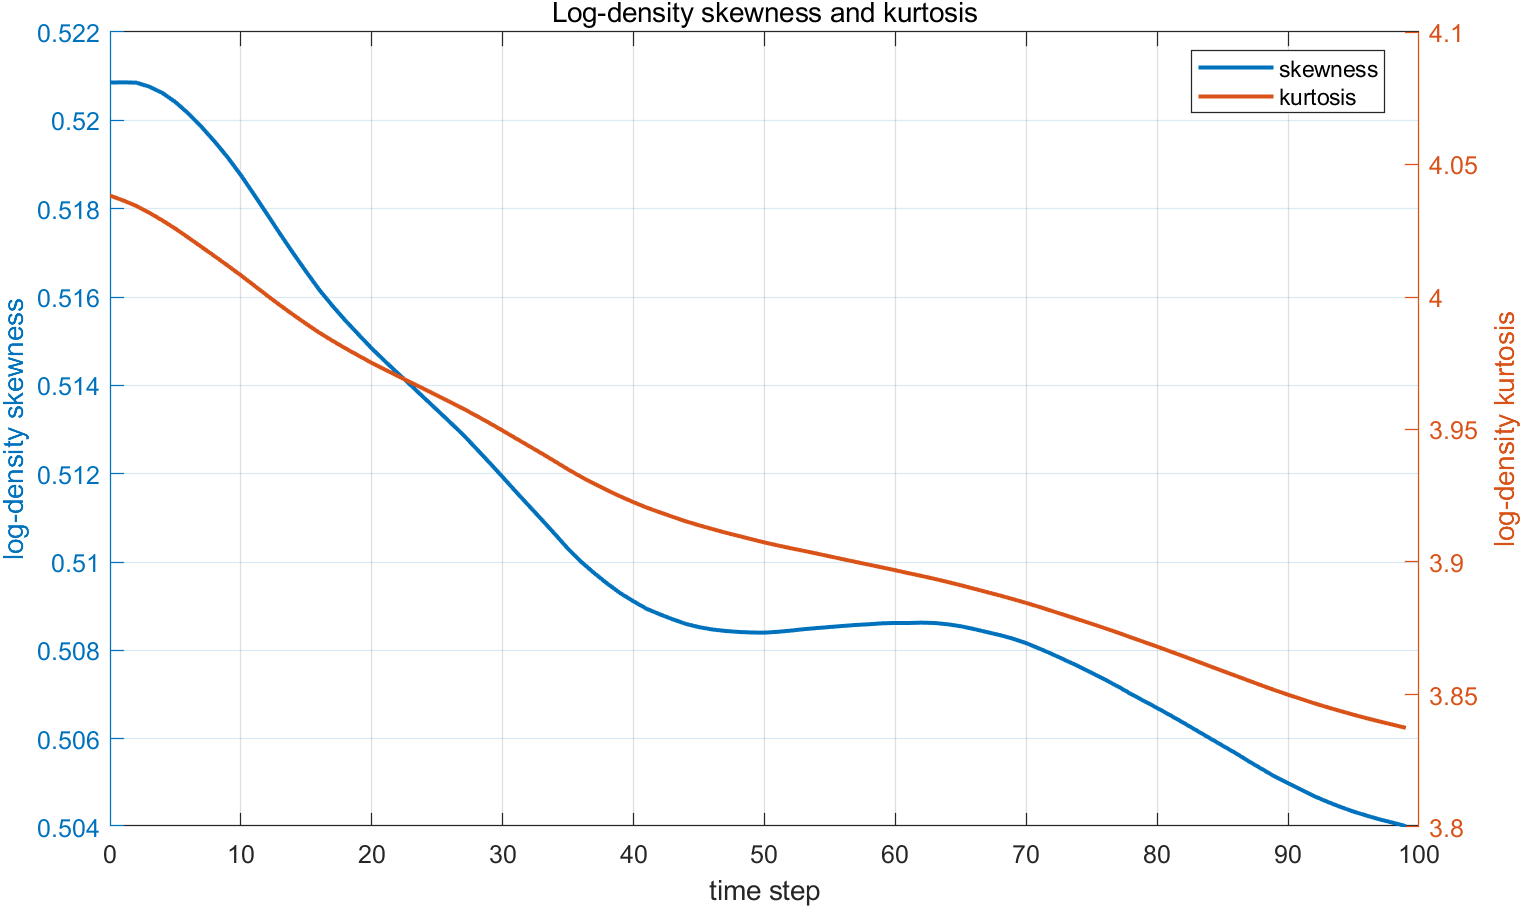 Log-density skewness and kurtosis
0.522
0.52
0.518
0.516
0.514
0.512
0.51
0.508
0.506
0.504
log-density skewness
skewness
kurtosis
4.1
4.05
4
3.95
3.9
3.85
3.8
log-density kurtosis
0 10 20 30 40 50 60 70 80 90 100
time step